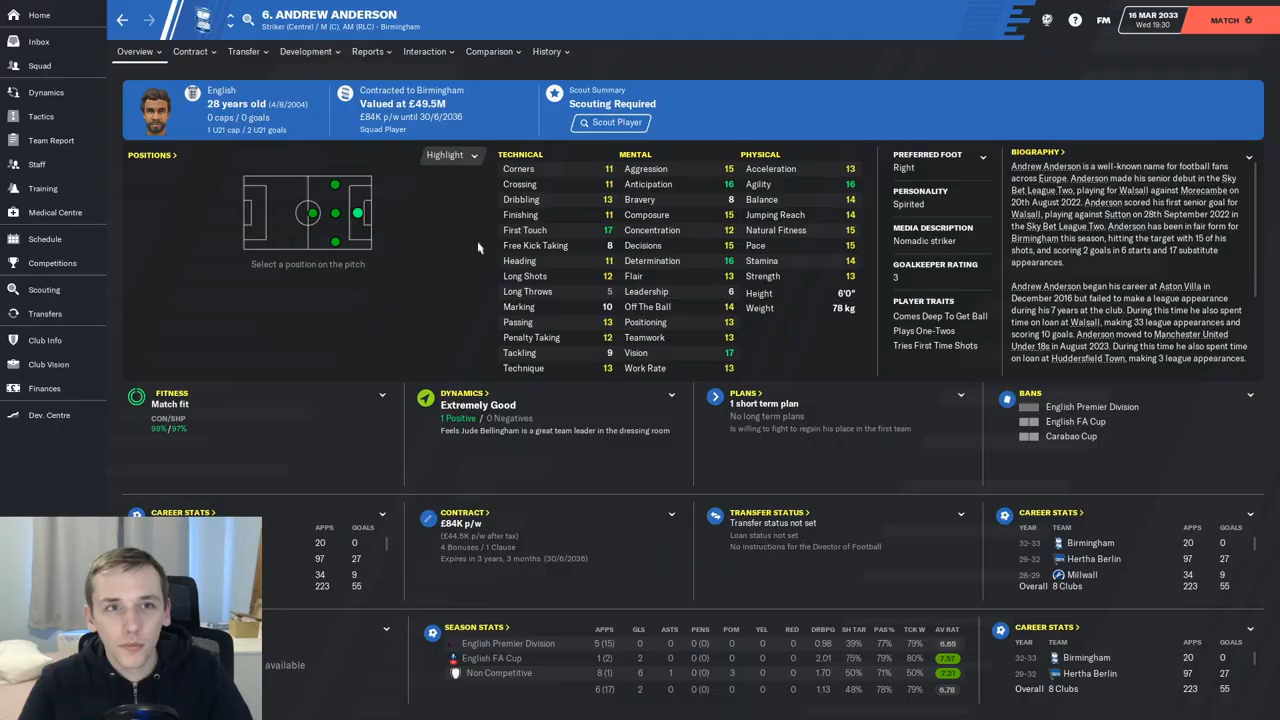 Home
Inbox
Squad
Dynamics
Tactics
Team Report
Staff
Training
Medical Centre
Schedule
Competitions
Scouting
Transfers
Club Info
Club Vision
Finances
Dev. Centre
6. ANDREW ANDERSON
Striker (Centre) / M (C), AM (RLC) - Birmingham
FM
16 MAR 2033
Wed 19:30
MATCH
Overview
Contract
Transfer
Development
Reports
Interaction
Comparison
History
English
28 years old (4/8/2004)
0 caps / 0 goals
1 U21 cap / 2 U21 goals
Contracted to Birmingham
Valued at £49.5M
£84K p/w until 30/6/2036
Squad Player
Scout Summary
Scouting Required
Scout Player
POSITIONS >
Highlight
Select a position on the pitch
TECHNICAL
Corners 11
Crossing 11
Dribbling 13
Finishing 11
First Touch 17
Free Kick Taking 8
Heading 11
Long Shots 12
Long Throws 5
Marking 10
Passing 13
Penalty Taking 12
Tackling 9
Technique 13
MENTAL
Aggression 15
Anticipation 16
Bravery 8
Composure 15
Concentration 12
Decisions 15
Determination 16
Flair 13
Leadership 6
Off The Ball 14
Positioning 13
Teamwork 13
Vision 17
Work Rate 13
PHYSICAL
Acceleration 13
Agility 16
Balance 14
Jumping Reach 14
Natural Fitness 15
Pace 15
Stamina 14
Strength 13
Height 6'0"
Weight 78 kg
PREFERRED FOOT
Right
PERSONALITY
Spirited
MEDIA DESCRIPTION
Nomadic striker
GOALKEEPER RATING
3
PLAYER TRAITS
Comes Deep To Get Ball
Plays One-Twos
Tries First Time Shots
BIOGRAPHY >
Andrew Anderson is a well-known name for football fans
across Europe. Anderson made his senior debut in the Sky
Bet League Two, playing for Walsall against Morecambe on
20th August 2022. Anderson scored his first senior goal for
Walsall, playing against Sutton on 28th September 2022 in
the Sky Bet League Two. Anderson has been in fair form for
Birmingham this season, hitting the target with 15 of his
shots, and scoring 2 goals in 6 starts and 17 substitute
appearances.
Andrew Anderson began his career at Aston Villa in
December 2016 but failed to make a league appearance
during his 7 years at the club. During this time he also spent
time on loan at Walsall, making 33 league appearances and
scoring 10 goals. Anderson moved to Manchester United
Under 18s in August 2023. During this time he also spent
time on loan at Huddersfield Town, making 3 league appearances.
FITNESS
Match fit
CON/SHP
98%/97%
DYNAMICS >
Extremely Good
1 Positive / 0 Negatives
Feels Jude Bellingham is a great team leader in the dressing room
PLANS >
1 short term plan
No long term plans
Is willing to fight to regain his place in the first team
BANS
English Premier Division
English FA Cup
Carabao Cup
CAREER STATS >
APPS GOALS
20 0
97 27
34 9
223 55
CONTRACT >
£84K p/w
(£44.5K p/w after tax)
4 Bonuses / 1 Clause
Expires in 3 years, 3 months (30/6/2036)
TRANSFER STATUS >
Transfer status not set
Loan status not set
No instructions for the Director of Football
CAREER STATS >
YEAR TEAM APPS GOALS
32-33 Birmingham 20 0
29-32 Hertha Berlin 97 27
28-29 Millwall 34 9
Overall 8 Clubs 223 55
available
SEASON STATS >
APPS GLS ASTS PENS POM YEL RED DRBPG SH TAR PAS% TCK W AV RAT
English Premier Division 5 (15) 0 0 0 (0) 0 0 0 0.98 39% 77% 79% 6.65
English FA Cup 1 (2) 2 0 0 (0) 0 0 0 2.01 75% 79% 80% 7.57
Non Competitive 8 (1) 6 1 0 (0) 3 0 0 1.70 50% 71% 50% 7.21
6 (17) 2 0 0 (0) 0 0 0 1.13 48% 78% 79% 6.78
CAREER STATS >
YEAR TEAM APPS GOALS
32-33 Birmingham 20 0
29-32 Hertha Berlin 97 27
Overall 8 Clubs 223 55